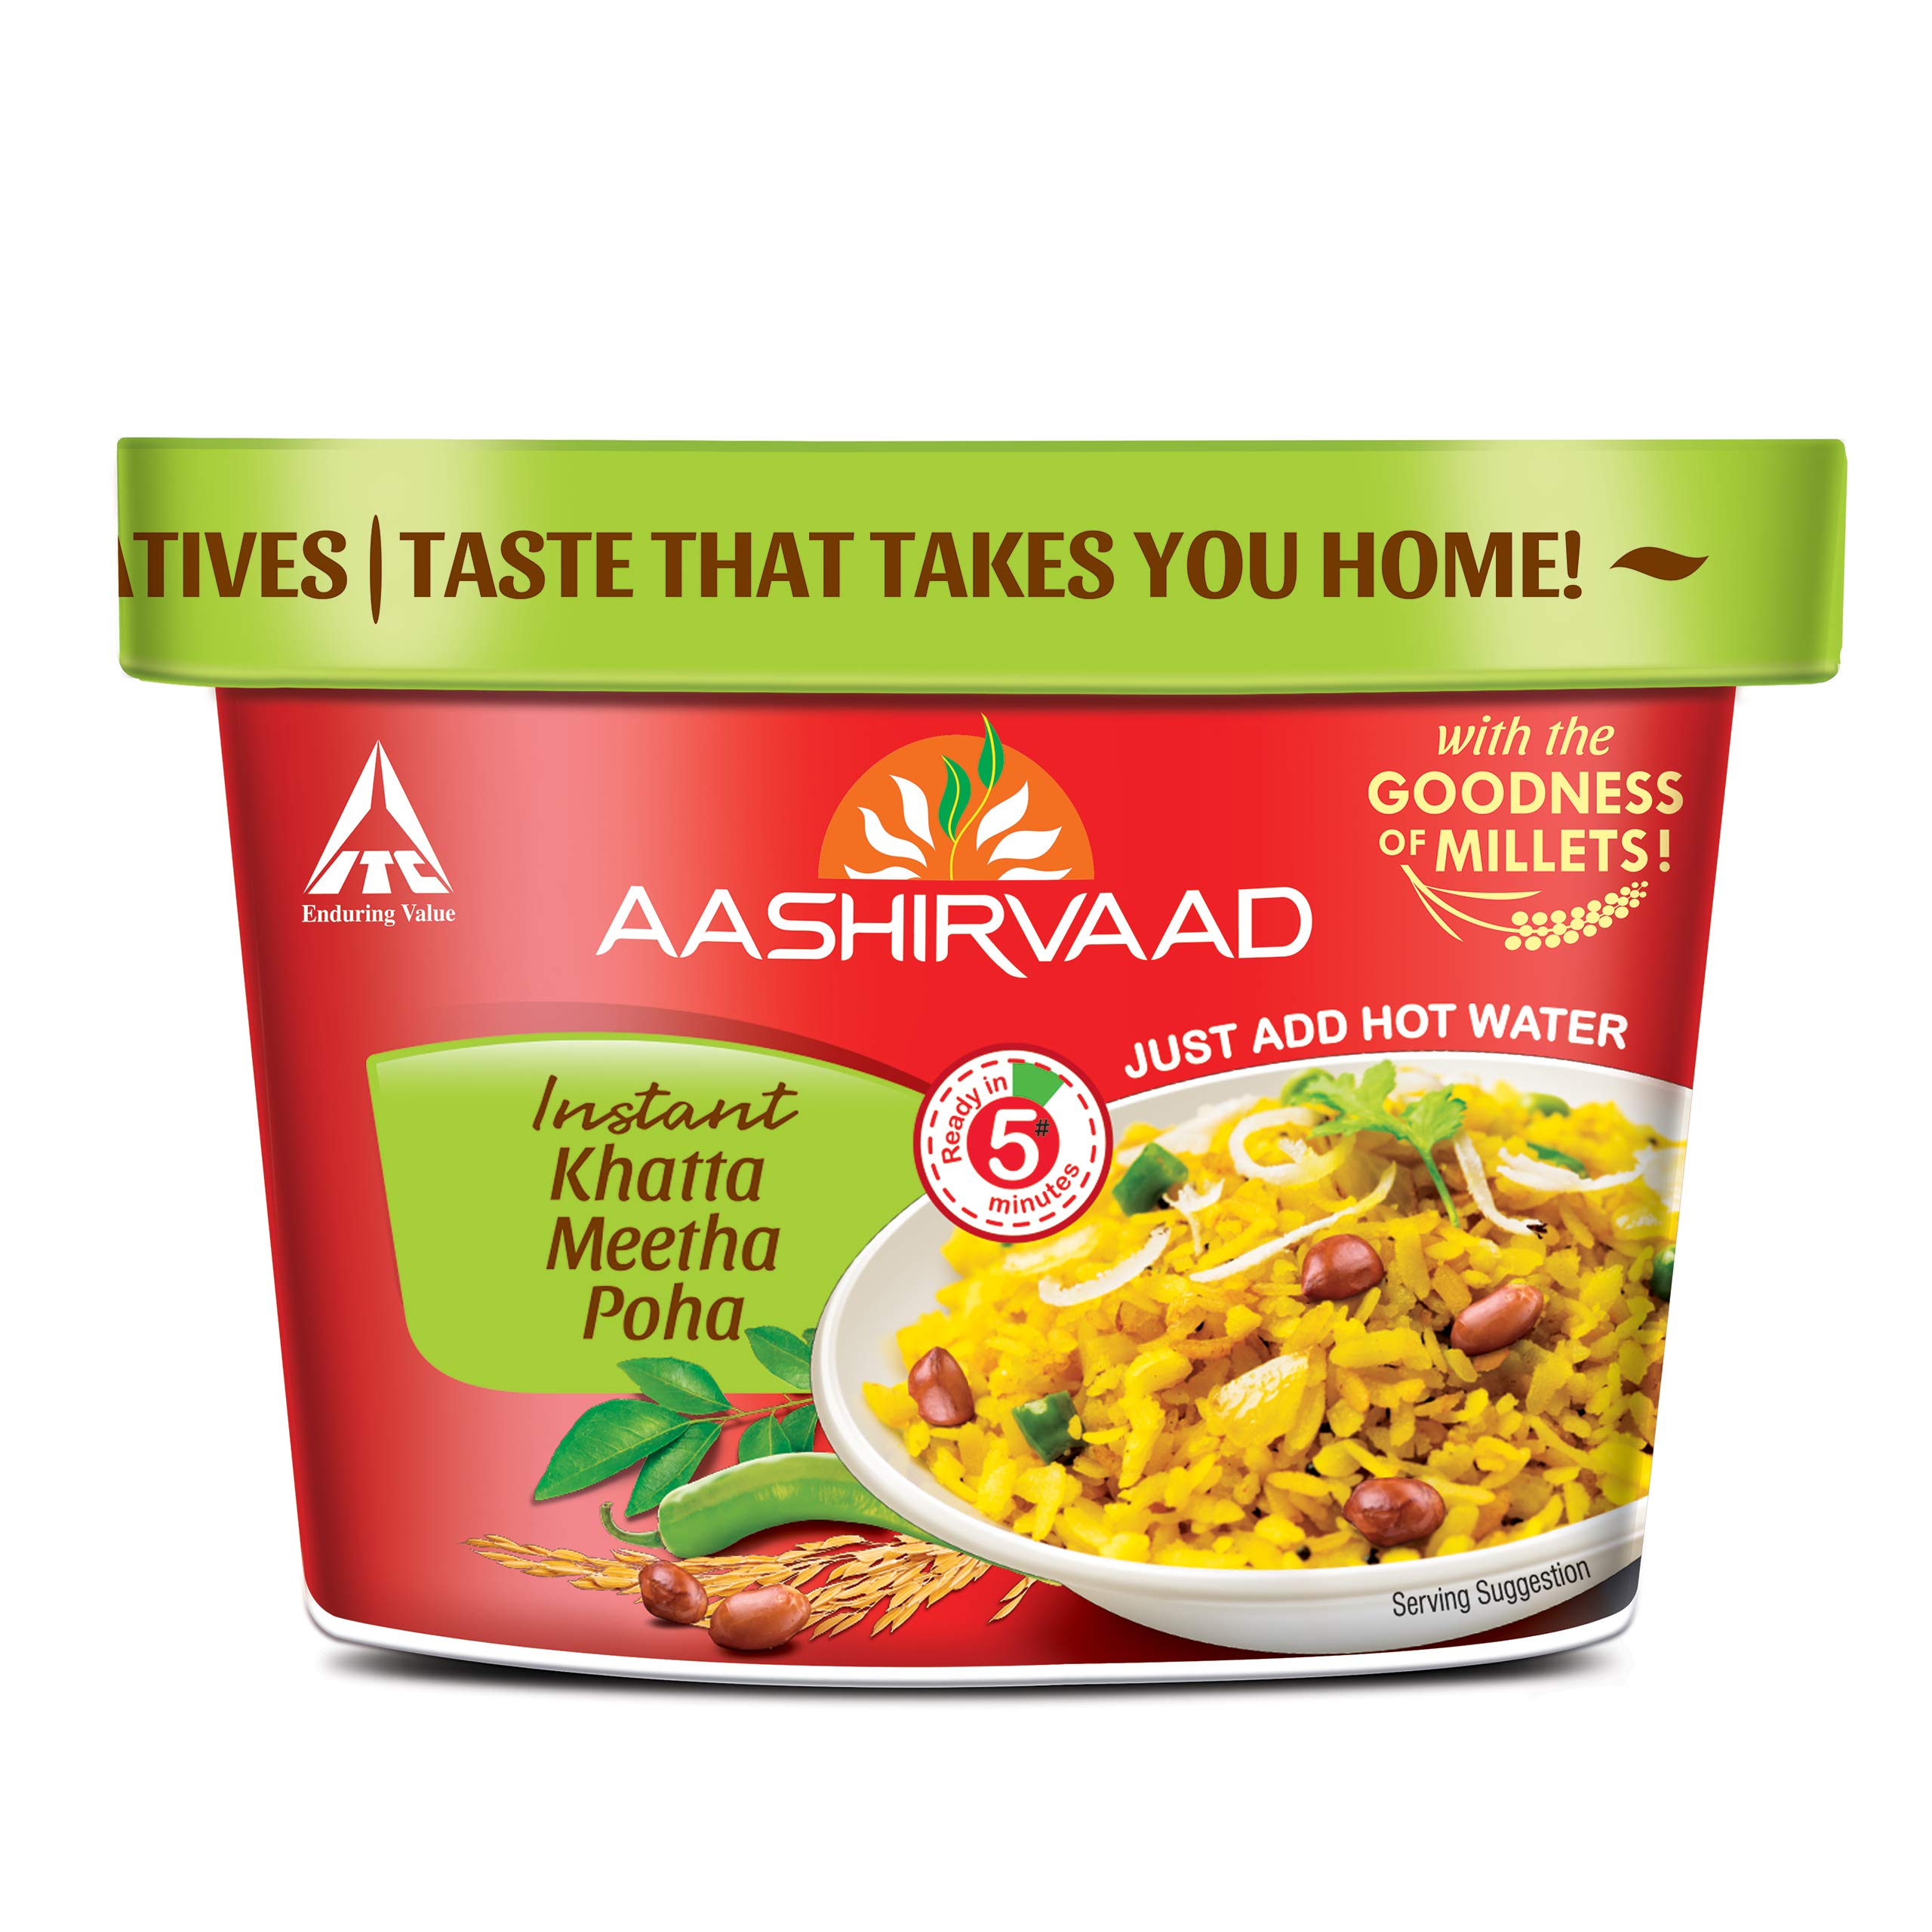 TASTE THAT TAKES YOU HOME!
ITC
Enduring Value
AASHIRVAAD
with the
GOODNESS
OF MILLETS!
JUST ADD HOT WATER
Instant
Khatta
Meetha
Poha
Ready in
5#
minutes
Serving Suggestion